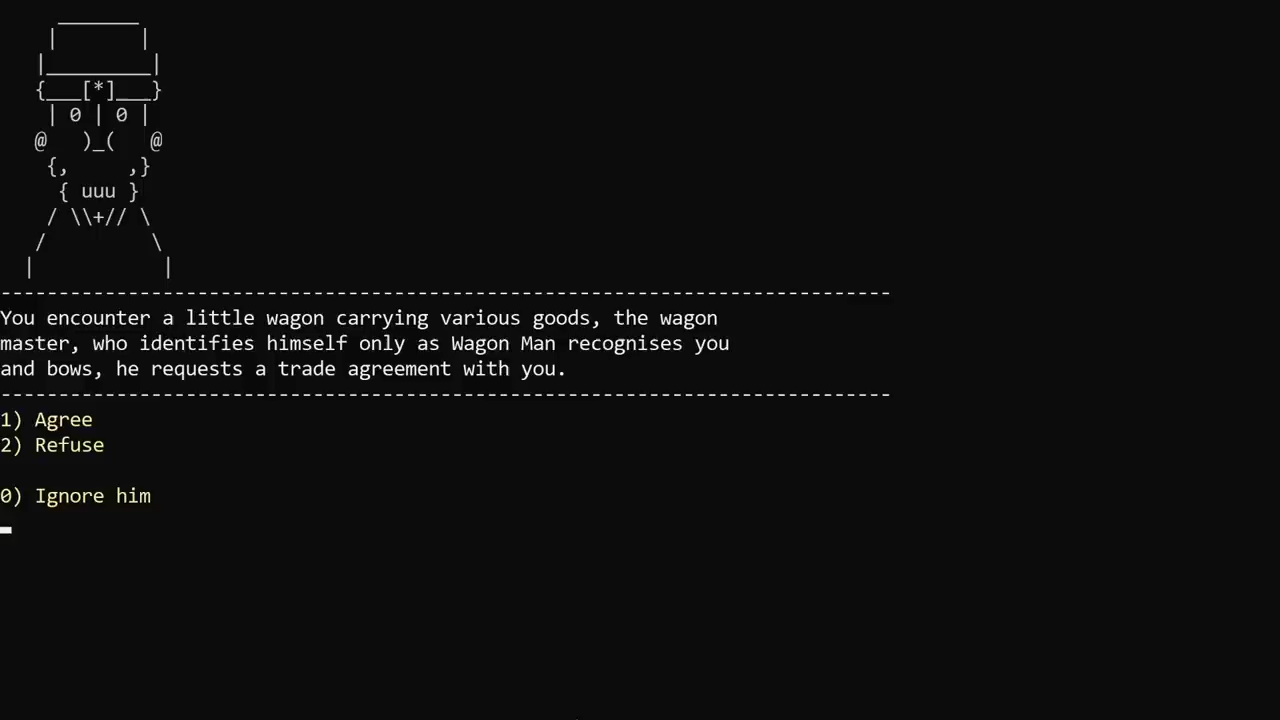 You encounter a little wagon carrying various goods, the wagon
master, who identifies himself only as Wagon Man recognises you
and bows, he requests a trade agreement with you.
1) Agree
2) Refuse
0) Ignore him